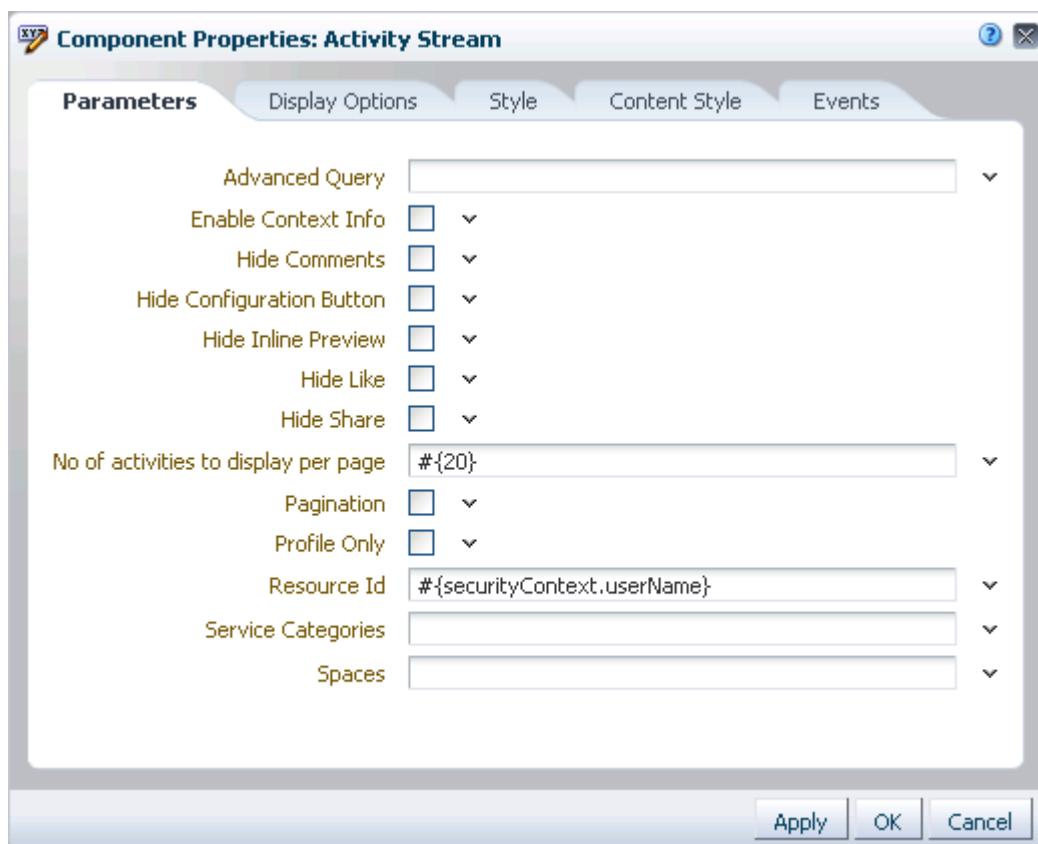 Component Properties: Activity Stream
Parameters Display Options Style Content Style Events
Advanced Query
Enable Context Info
Hide Comments
Hide Configuration Button
Hide Inline Preview
Hide Like
Hide Share
No of activities to display per page #{20}
Pagination
Profile Only
Resource Id #{securityContext.userName}
Service Categories
Spaces
Apply OK Cancel